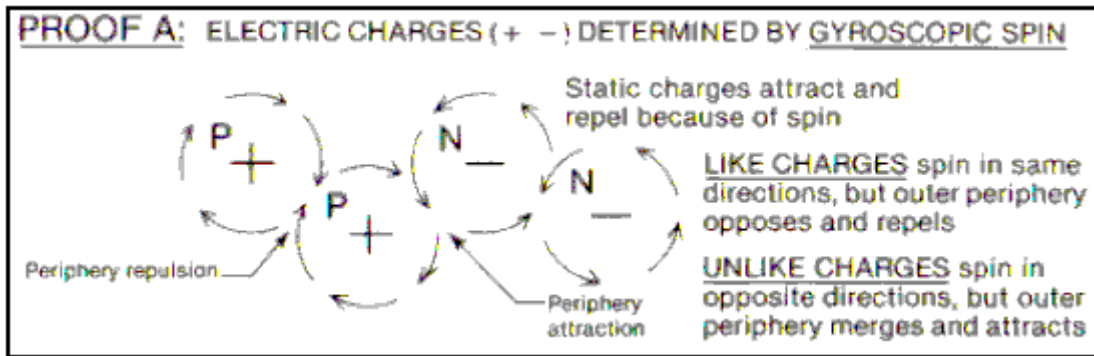 PROOF A: ELECTRIC CHARGES (+ −) DETERMINED BY GYROSCOPIC SPIN
Static charges attract and
repel because of spin
P
+
N
−
P
+
N
−
LIKE CHARGES spin in same
directions, but outer periphery
opposes and repels
Periphery repulsion
Periphery
attraction
UNLIKE CHARGES spin in
opposite directions, but outer
periphery merges and attracts